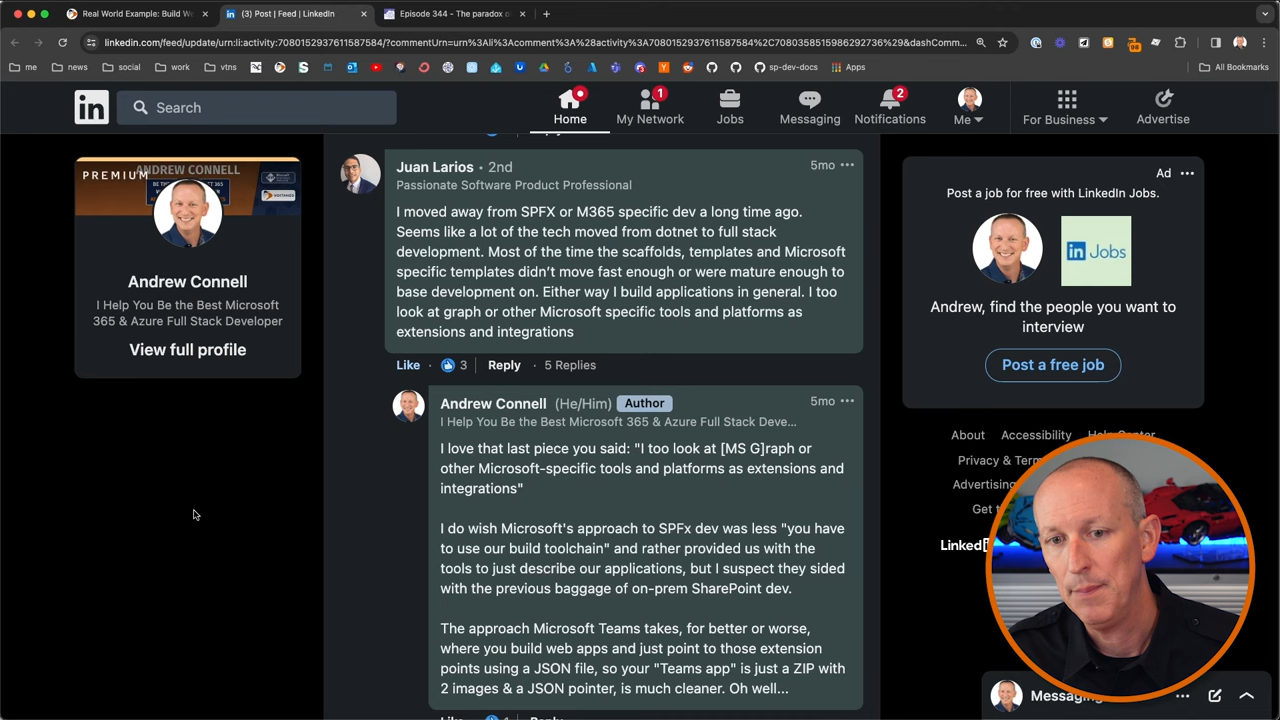 Real World Example: Build W
(3) Post | Feed | LinkedIn
Episode 344 - The paradox of
linkedin.com/feed/update/urn:li:activity:7080152937611587584/?commentUrn=urn%3Ali%3Acomment%3A%28activity%3A7080152937611587584%2C7080358515986292736%29&dashComm...
me
news
social
work
vtns
sp-dev-docs
Apps
All Bookmarks
in
Search
Home
1
My Network
Jobs
Messaging
2
Notifications
Me
For Business
Advertise
PREMIUM
ANDREW CONNELL
Andrew Connell
I Help You Be the Best Microsoft
365 & Azure Full Stack Developer
View full profile
Juan Larios • 2nd
5mo
Passionate Software Product Professional
I moved away from SPFX or M365 specific dev a long time ago.
Seems like a lot of the tech moved from dotnet to full stack
development. Most of the time the scaffolds, templates and Microsoft
specific templates didn't move fast enough or were mature enough to
base development on. Either way I build applications in general. I too
look at graph or other Microsoft specific tools and platforms as
extensions and integrations
Like · 3 Reply · 5 Replies
Andrew Connell (He/Him) Author
5mo
I Help You Be the Best Microsoft 365 & Azure Full Stack Deve...
I love that last piece you said: "I too look at [MS G]raph or
other Microsoft-specific tools and platforms as extensions and
integrations"
I do wish Microsoft's approach to SPFx dev was less "you have
to use our build toolchain" and rather provided us with the
tools to just describe our applications, but I suspect they sided
with the previous baggage of on-prem SharePoint dev.
The approach Microsoft Teams takes, for better or worse,
where you build web apps and just point to those extension
points using a JSON file, so your "Teams app" is just a ZIP with
2 images & a JSON pointer, is much cleaner. Oh well...
Ad
Post a job for free with LinkedIn Jobs.
in Jobs
Andrew, find the people you want to
interview
Post a free job
About Accessibility Help Center
Privacy & Term
Advertising
Get t
Linked
Messaging